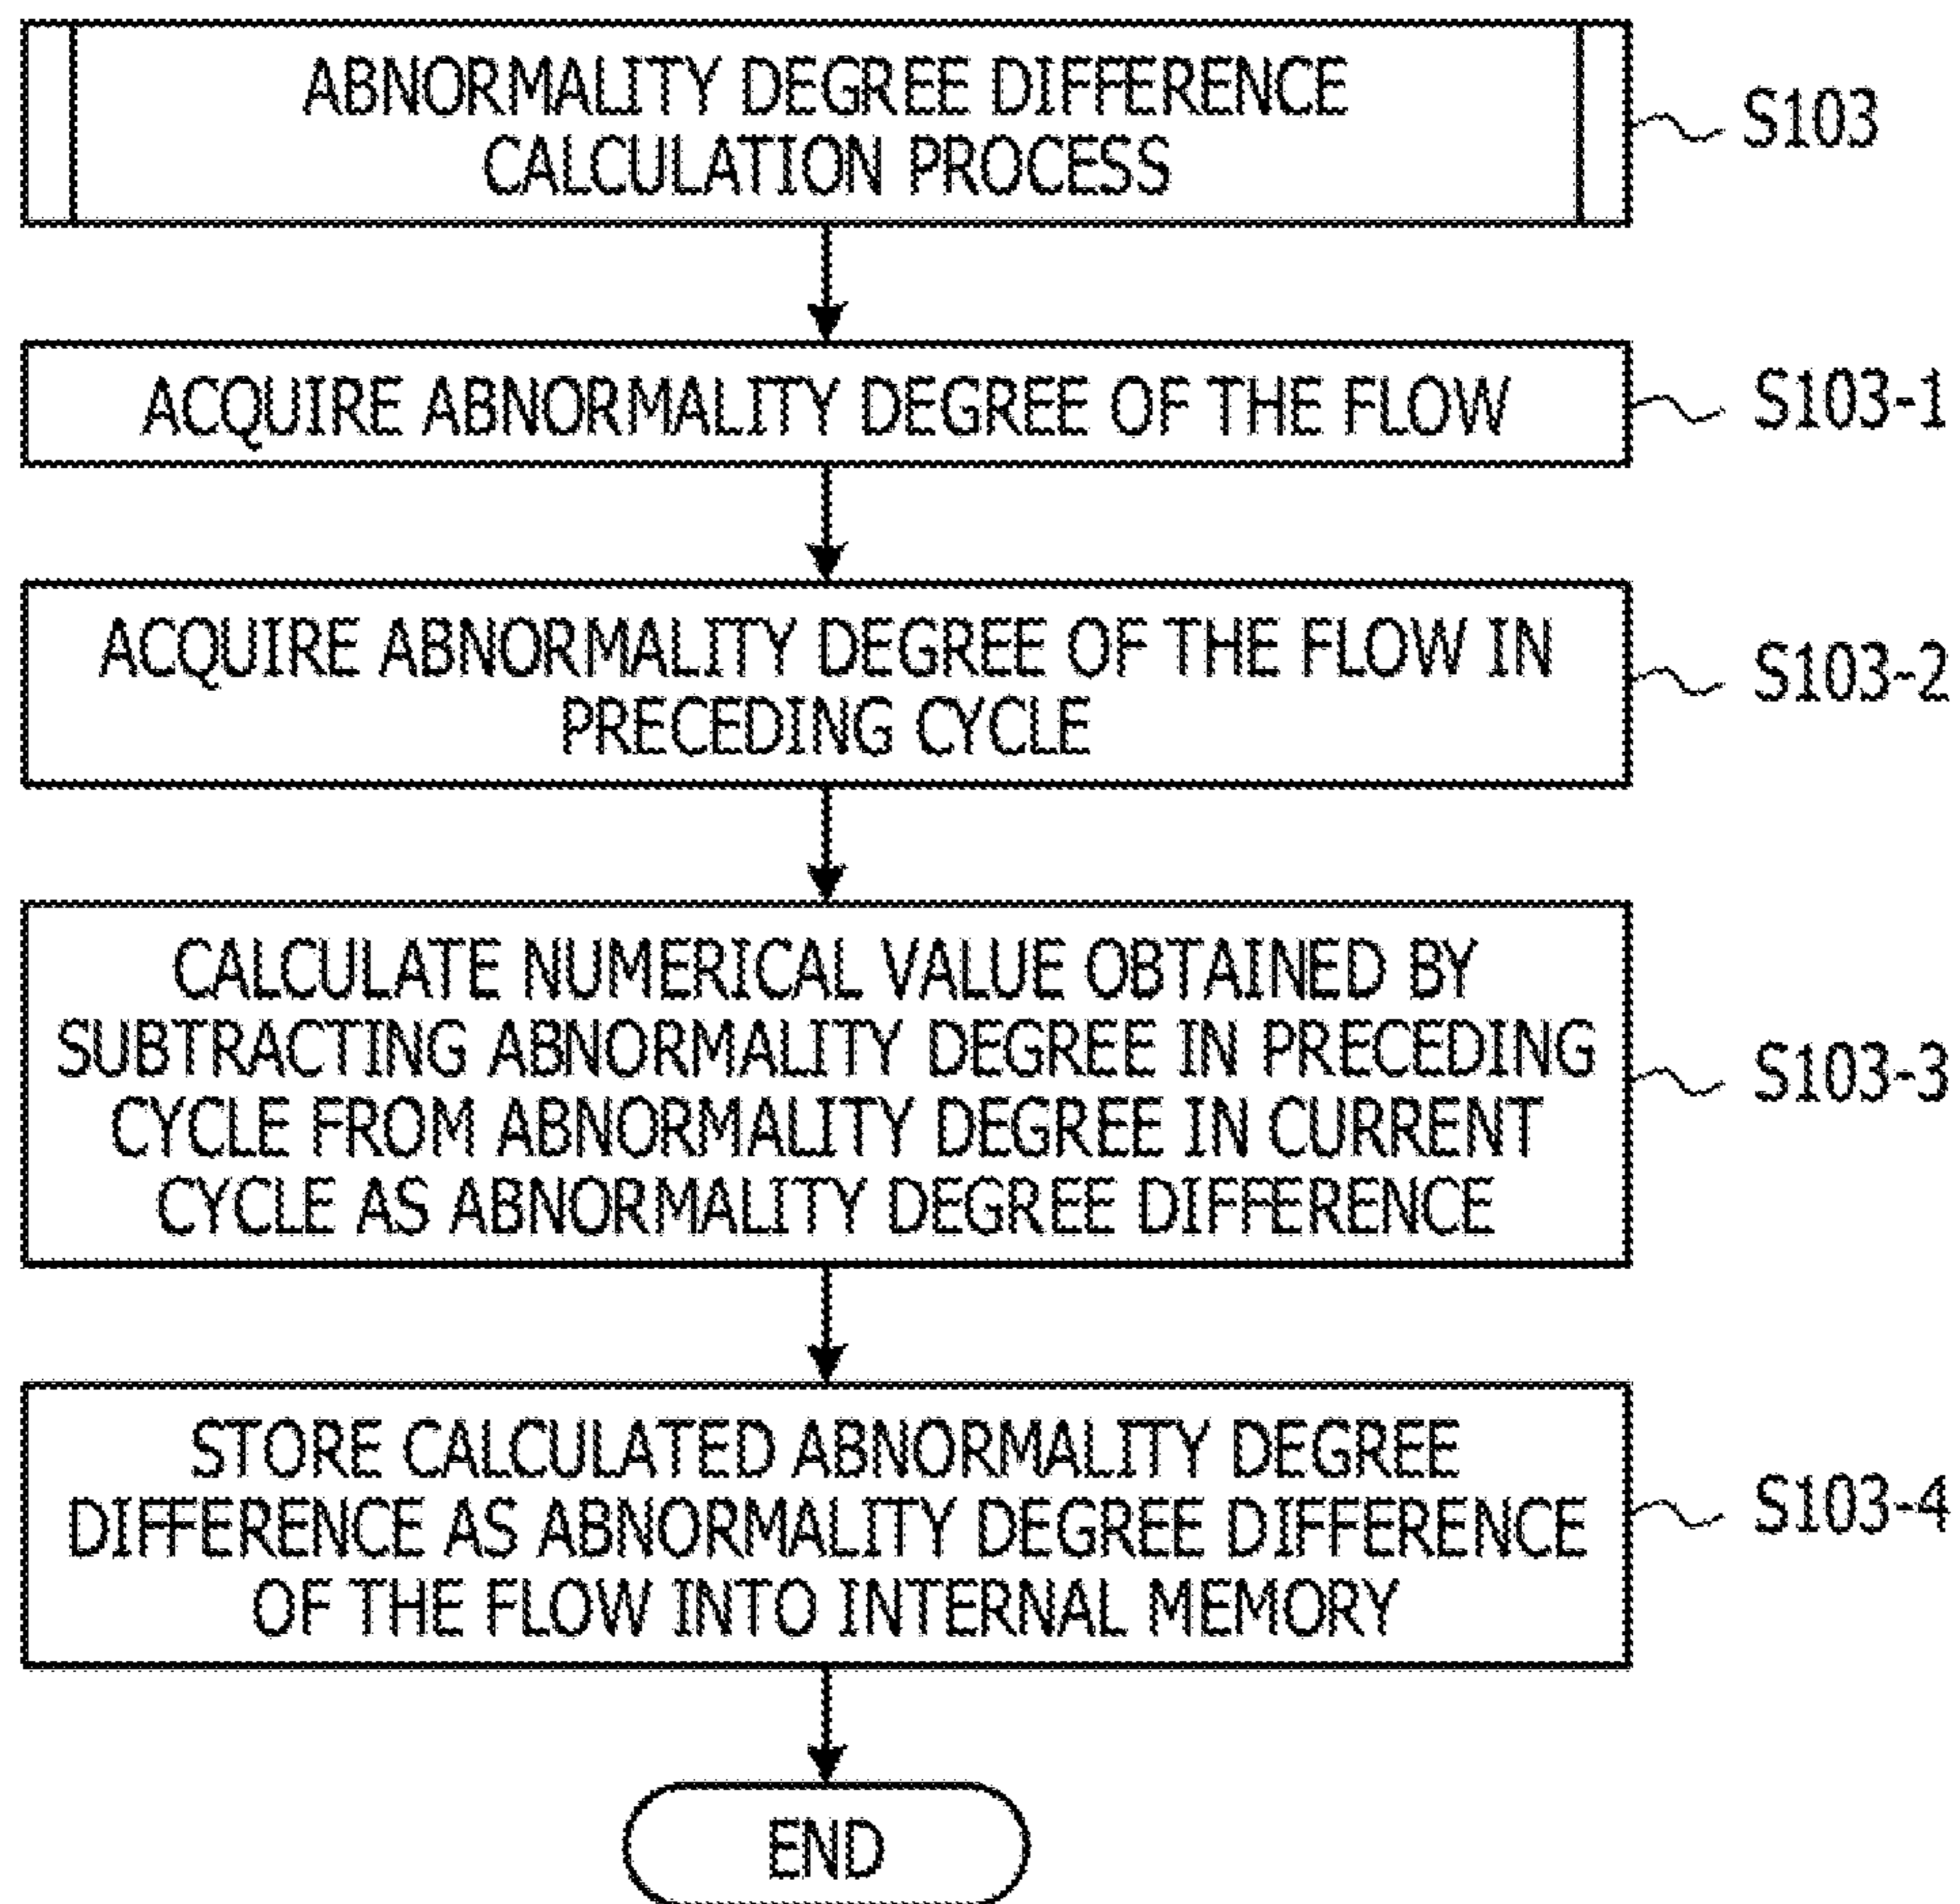 ABNORMALITY DEGREE DIFFERENCE
CALCULATION PROCESS
S103
ACQUIRE ABNORMALITY DEGREE OF THE FLOW
S103-1
ACQUIRE ABNORMALITY DEGREE OF THE FLOW IN
PRECEDING CYCLE
S103-2
CALCULATE NUMERICAL VALUE OBTAINED BY
SUBTRACTING ABNORMALITY DEGREE IN PRECEDING
CYCLE FROM ABNORMALITY DEGREE IN CURRENT
CYCLE AS ABNORMALITY DEGREE DIFFERENCE
S103-3
STORE CALCULATED ABNORMALITY DEGREE
DIFFERENCE AS ABNORMALITY DEGREE DIFFERENCE
OF THE FLOW INTO INTERNAL MEMORY
S103-4
END